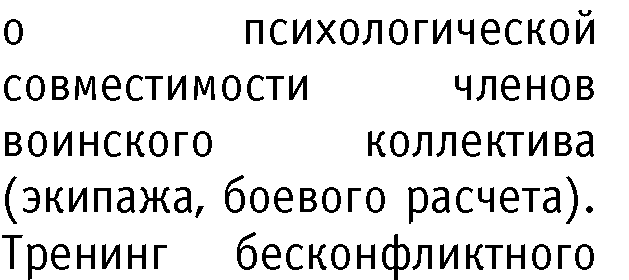 о психологической
совместимости членов
воинского коллектива
(экипажа, боевого расчета).
Тренинг бесконфликтного